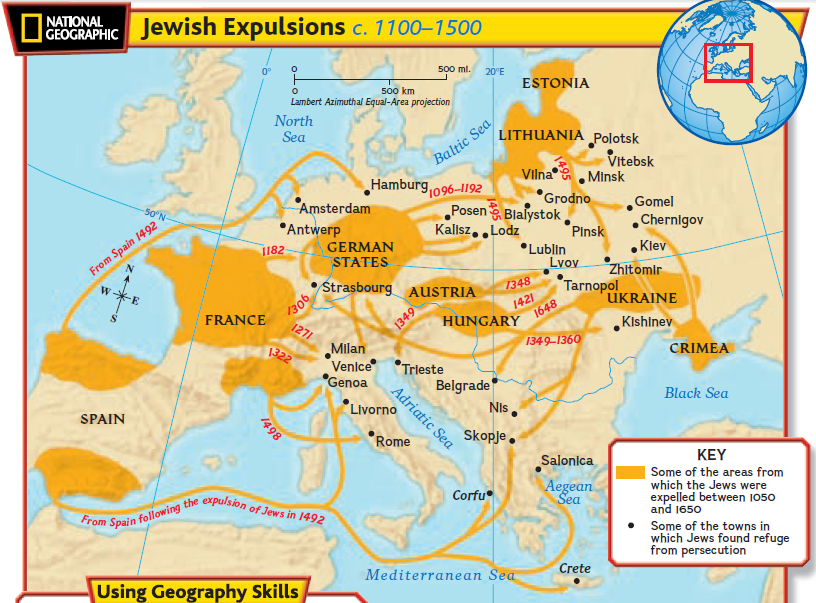 NATIONAL
GEOGRAPHIC
Jewish Expulsions c. 1100–1500
0°
0
500 mi.
0
500 km
Lambert Azimuthal Equal-Area projection
20°E
North
Sea
Baltic Sea
ESTONIA
LITHUANIA
Polotsk
Vitebsk
Vilna
1495
Minsk
Hamburg
1096–1192
Grodno
Gomel
Amsterdam
Posen
1495
Bialystok
Chernigov
50°N
From Spain 1492
Antwerp
Kalisz
Lodz
Pinsk
GERMAN
STATES
1182
Lublin
Kiev
N
W
E
S
Lvov
Zhitomir
Strasbourg
AUSTRIA
1348
Tarnopol
1306
1421
1648
UKRAINE
FRANCE
1349
HUNGARY
Kishinev
1271
1349–1360
1322
Milan
CRIMEA
Venice
Trieste
Genoa
Belgrade
Black Sea
Livorno
Adriatic Sea
Nis
SPAIN
1498
Rome
Skopje
Salonica
Corfu
Aegean
Sea
From Spain following the expulsion of Jews in 1492
Mediterranean Sea
Crete
KEY
Some of the areas from
which the Jews were
expelled between 1050
and 1650
Some of the towns in
which Jews found refuge
from persecution
Using Geography Skills